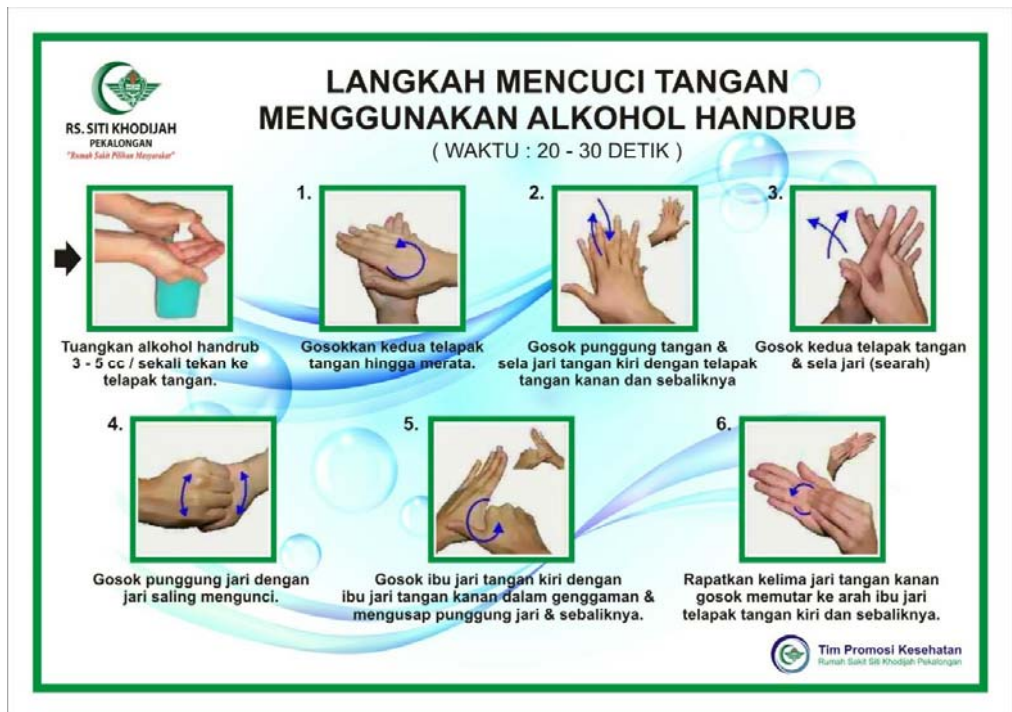 RS. SITI KHODIJAH
PEKALONGAN
"Rumah Sakit Pilihan Masyarakat"
LANGKAH MENCUCI TANGAN
MENGGUNAKAN ALKOHOL HANDRUB
( WAKTU : 20 - 30 DETIK )
Tuangkan alkohol handrub
3 - 5 cc / sekali tekan ke
telapak tangan.
1.
Gosokkan kedua telapak
tangan hingga merata.
2.
Gosok punggung tangan &
sela jari tangan kiri dengan telapak
tangan kanan dan sebaliknya
3.
Gosok kedua telapak tangan
& sela jari (searah)
4.
Gosok punggung jari dengan
jari saling mengunci.
5.
Gosok ibu jari tangan kiri dengan
ibu jari tangan kanan dalam genggaman &
mengusap punggung jari & sebaliknya.
6.
Rapatkan kelima jari tangan kanan
gosok memutar ke arah ibu jari
telapak tangan kiri dan sebaliknya.
Tim Promosi Kesehatan
Rumah Sakit Siti Khodijah Pekalongan